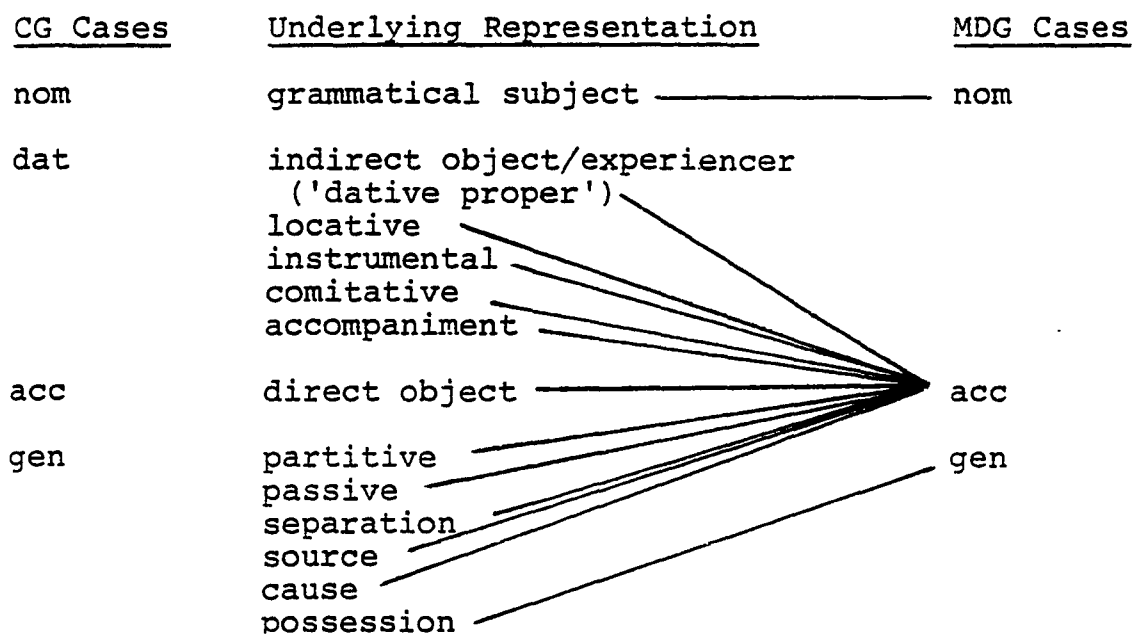 CG Cases Underlying Representation MDG Cases
nom grammatical subject nom
dat indirect object/experiencer
('dative proper')
locative
instrumental
comitative
accompaniment
acc direct object acc
gen partitive gen
passive
separation
source
cause
possession